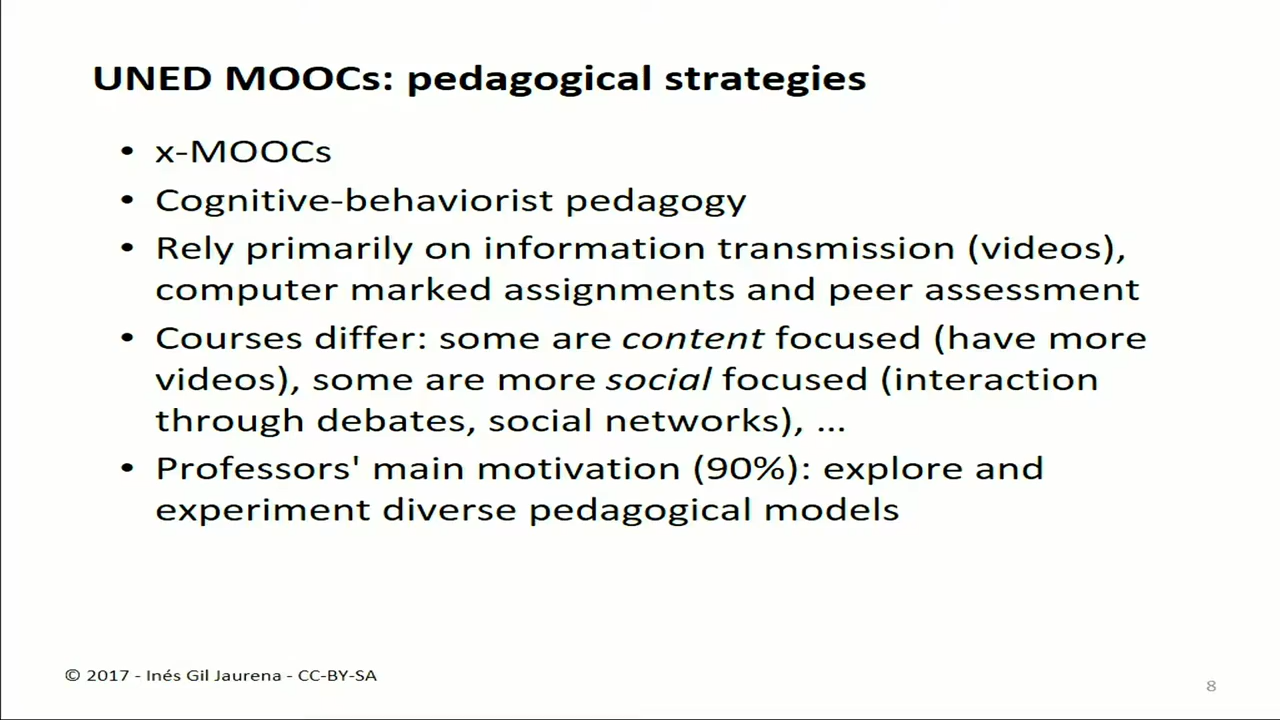 UNED MOOCs: pedagogical strategies
• x-MOOCs
• Cognitive-behaviorist pedagogy
• Rely primarily on information transmission (videos),
computer marked assignments and peer assessment
• Courses differ: some are content focused (have more
videos), some are more social focused (interaction
through debates, social networks), ...
• Professors' main motivation (90%): explore and
experiment diverse pedagogical models
© 2017 - Inés Gil Jaurena - CC-BY-SA
8